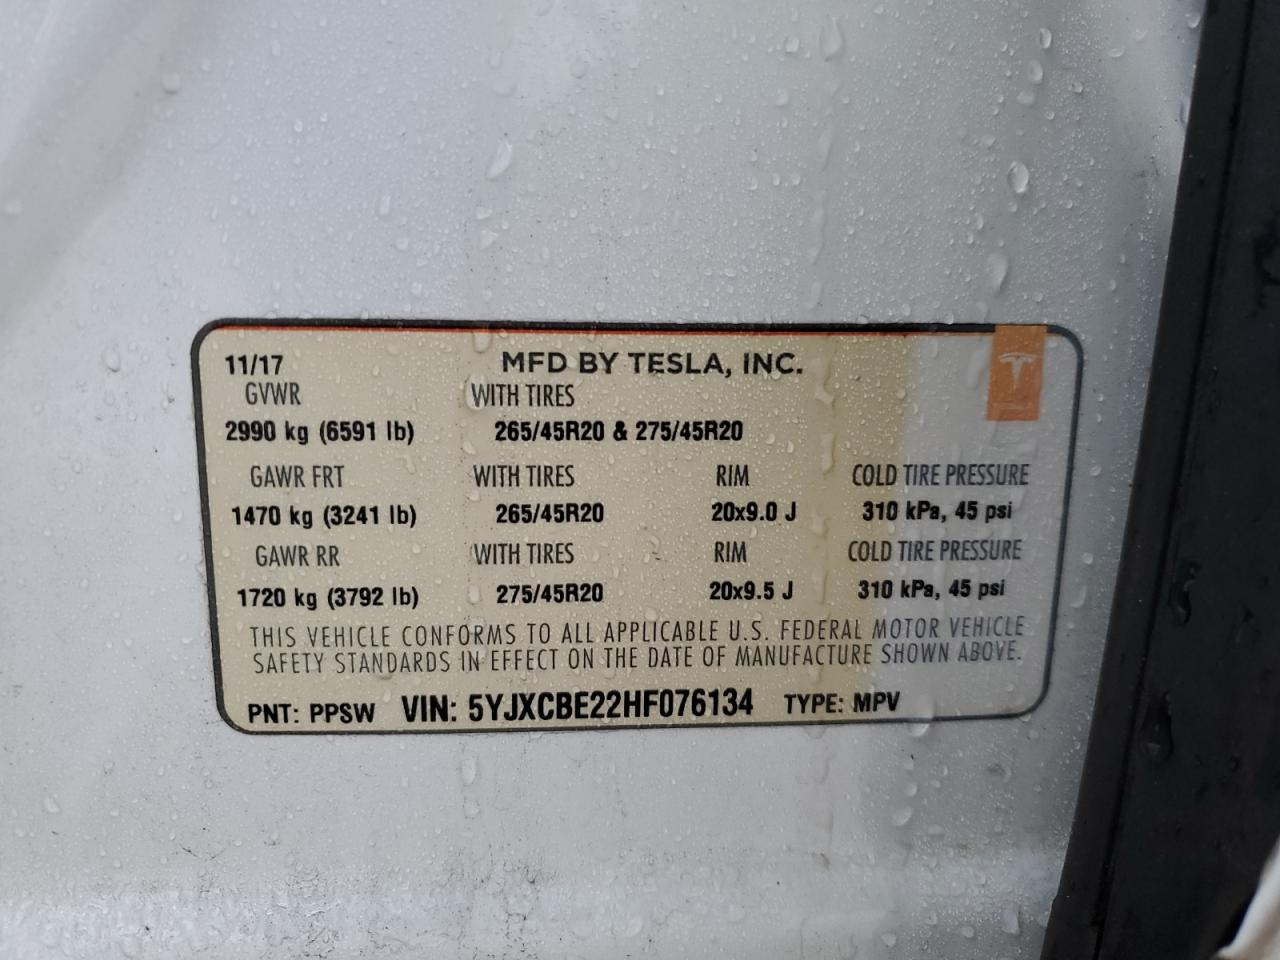 11/17 MFD BY TESLA, INC.
GVWR WITH TIRES
2990 kg (6591 lb) 265/45R20 & 275/45R20
GAWR FRT WITH TIRES RIM COLD TIRE PRESSURE
1470 kg (3241 lb) 265/45R20 20x9.0 J 310 kPa, 45 psi
GAWR RR WITH TIRES RIM COLD TIRE PRESSURE
1720 kg (3792 lb) 275/45R20 20x9.5 J 310 kPa, 45 psi
THIS VEHICLE CONFORMS TO ALL APPLICABLE U.S. FEDERAL MOTOR VEHICLE
SAFETY STANDARDS IN EFFECT ON THE DATE OF MANUFACTURE SHOWN ABOVE.
PNT: PPSW VIN: 5YJXCBE22HF076134 TYPE: MPV